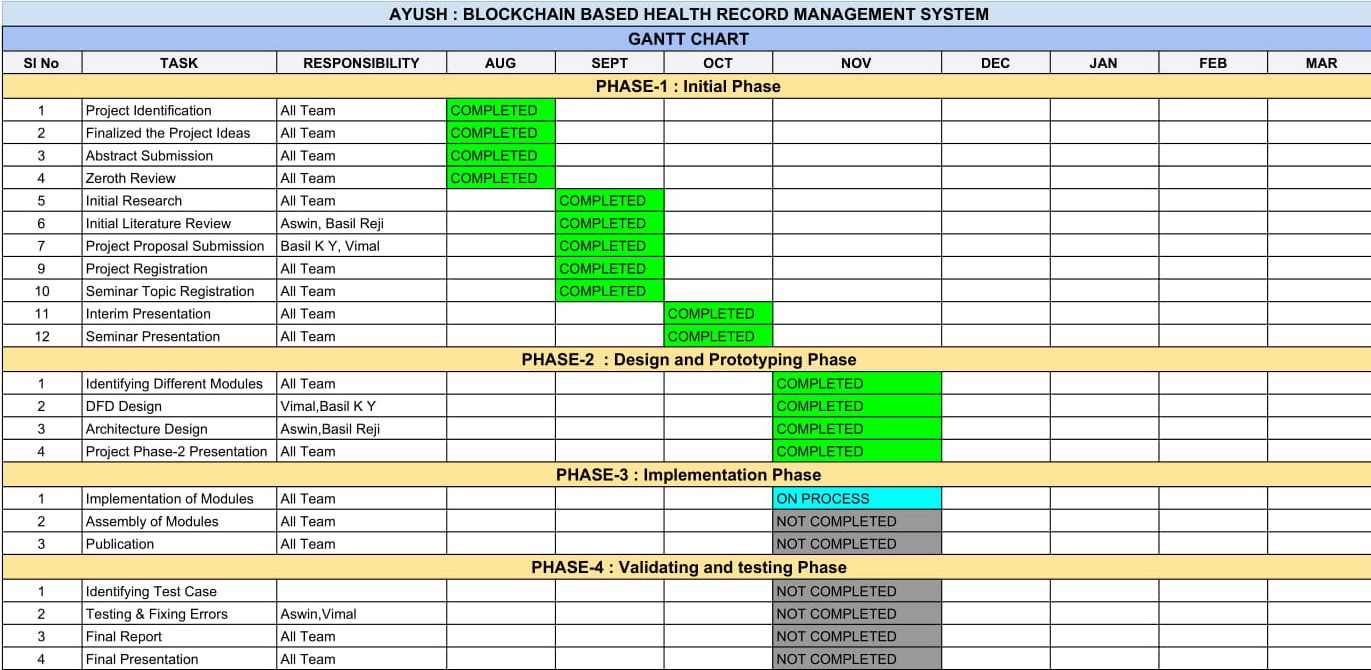 AYUSH : BLOCKCHAIN BASED HEALTH RECORD MANAGEMENT SYSTEM
GANTT CHART
SI No TASK RESPONSIBILITY AUG SEPT OCT NOV DEC JAN FEB MAR
PHASE-1 : Initial Phase
1 Project Identification All Team COMPLETED
2 Finalized the Project Ideas All Team COMPLETED
3 Abstract Submission All Team COMPLETED
4 Zeroth Review All Team COMPLETED
5 Initial Research All Team COMPLETED
6 Initial Literature Review Aswin, Basil Reji COMPLETED
7 Project Proposal Submission Basil K Y, Vimal COMPLETED
9 Project Registration All Team COMPLETED
10 Seminar Topic Registration All Team COMPLETED
11 Interim Presentation All Team COMPLETED
12 Seminar Presentation All Team COMPLETED
PHASE-2 : Design and Prototyping Phase
1 Identifying Different Modules All Team COMPLETED
2 DFD Design Vimal,Basil K Y COMPLETED
3 Architecture Design Aswin,Basil Reji COMPLETED
4 Project Phase-2 Presentation All Team COMPLETED
PHASE-3 : Implementation Phase
1 Implementation of Modules All Team ON PROCESS
2 Assembly of Modules All Team NOT COMPLETED
3 Publication All Team NOT COMPLETED
PHASE-4 : Validating and testing Phase
1 Identifying Test Case NOT COMPLETED
2 Testing & Fixing Errors Aswin,Vimal NOT COMPLETED
3 Final Report All Team NOT COMPLETED
4 Final Presentation All Team NOT COMPLETED